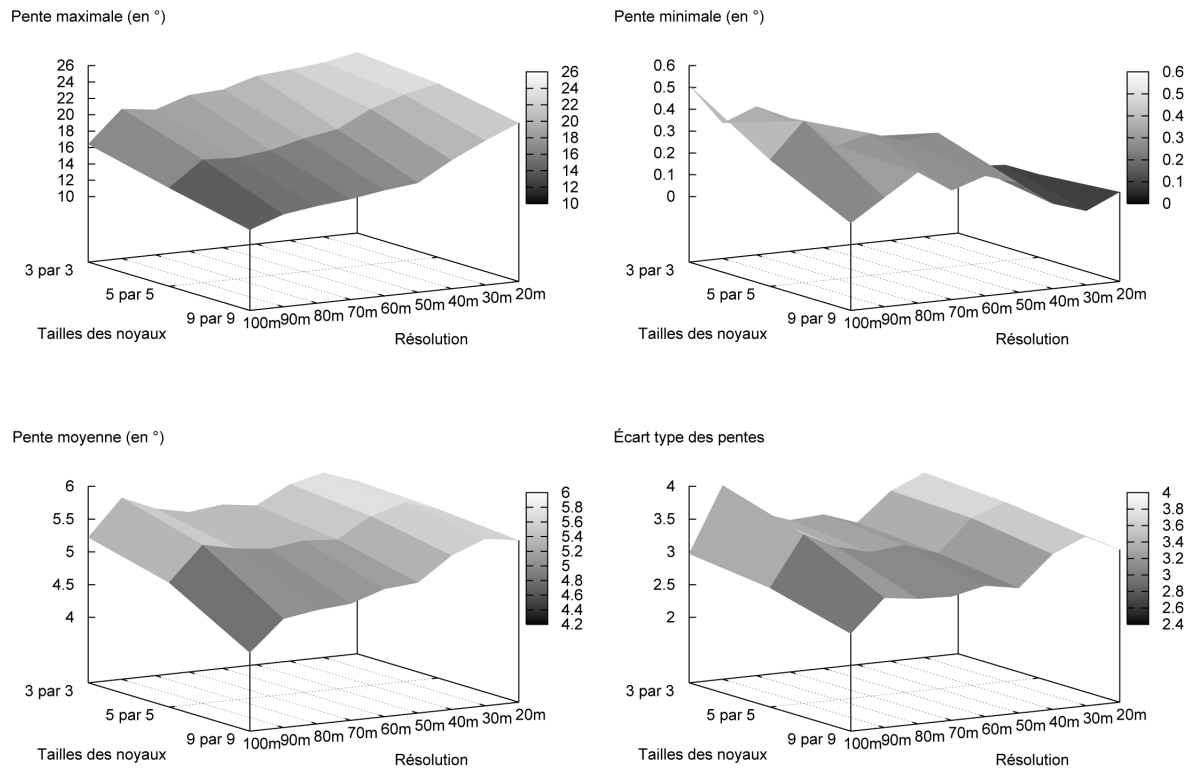 Pente maximale (en °)
26
24
22
20
18
16
14
12
10
26
24
22
20
18
16
14
12
10
3 par 3
5 par 5
9 par 9
100m
90m
80m
70m
60m
50m
40m
30m
20m
Tailles des noyaux
Résolution
Pente minimale (en °)
0.6
0.5
0.4
0.3
0.2
0.1
0
0.6
0.5
0.4
0.3
0.2
0.1
0
3 par 3
5 par 5
9 par 9
100m
90m
80m
70m
60m
50m
40m
30m
20m
Tailles des noyaux
Résolution
Pente moyenne (en °)
6
5.5
5
4.5
4
6
5.8
5.6
5.4
5.2
5
4.8
4.6
4.4
4.2
3 par 3
5 par 5
9 par 9
100m
90m
80m
70m
60m
50m
40m
30m
20m
Tailles des noyaux
Résolution
Écart type des pentes
4
3.5
3
2.5
2
4
3.8
3.6
3.4
3.2
3
2.8
2.6
2.4
3 par 3
5 par 5
9 par 9
100m
90m
80m
70m
60m
50m
40m
30m
20m
Tailles des noyaux
Résolution